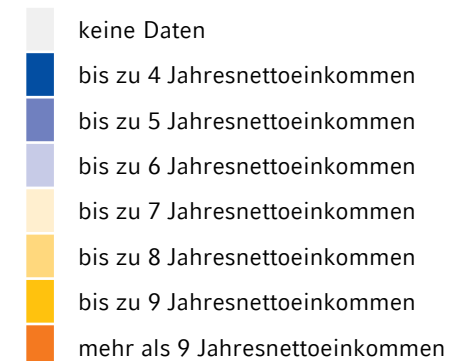 keine Daten
bis zu 4 Jahresnettoeinkommen
bis zu 5 Jahresnettoeinkommen
bis zu 6 Jahresnettoeinkommen
bis zu 7 Jahresnettoeinkommen
bis zu 8 Jahresnettoeinkommen
bis zu 9 Jahresnettoeinkommen
mehr als 9 Jahresnettoeinkommen